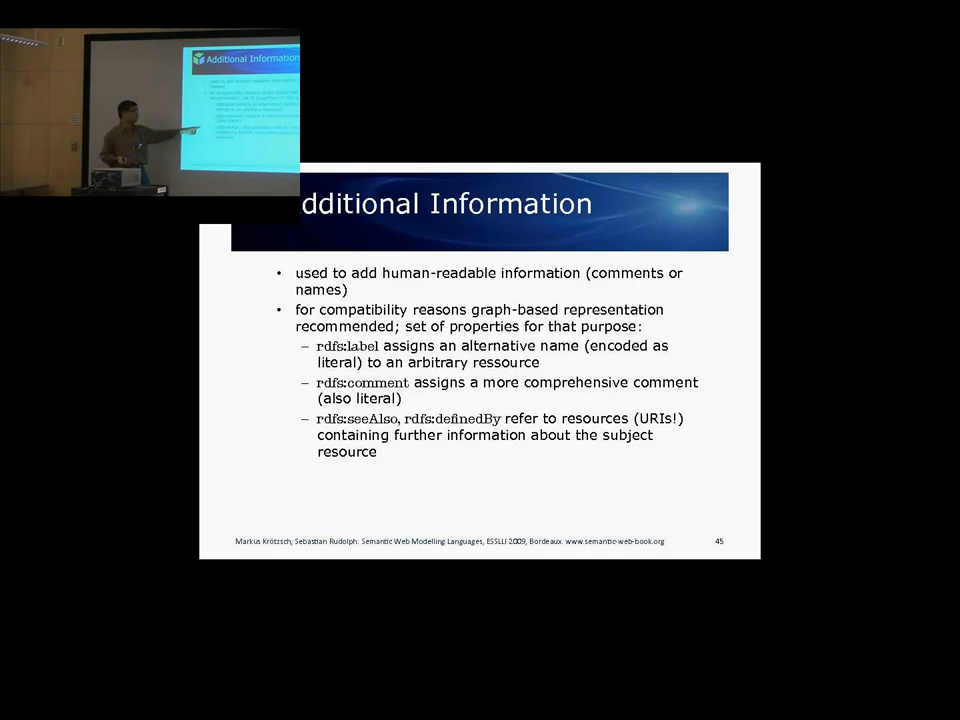 Additional Information
dditional Information
• used to add human-readable information (comments or
names)
• for compatibility reasons graph-based representation
recommended; set of properties for that purpose:
– rdfs:label assigns an alternative name (encoded as
literal) to an arbitrary ressource
– rdfs:comment assigns a more comprehensive comment
(also literal)
– rdfs:seeAlso, rdfs:definedBy refer to resources (URIs!)
containing further information about the subject
resource
Markus Krötzsch, Sebastian Rudolph: Semantic Web Modelling Languages, ESSLLI 2009, Bordeaux. www.semantic-web-book.org 45